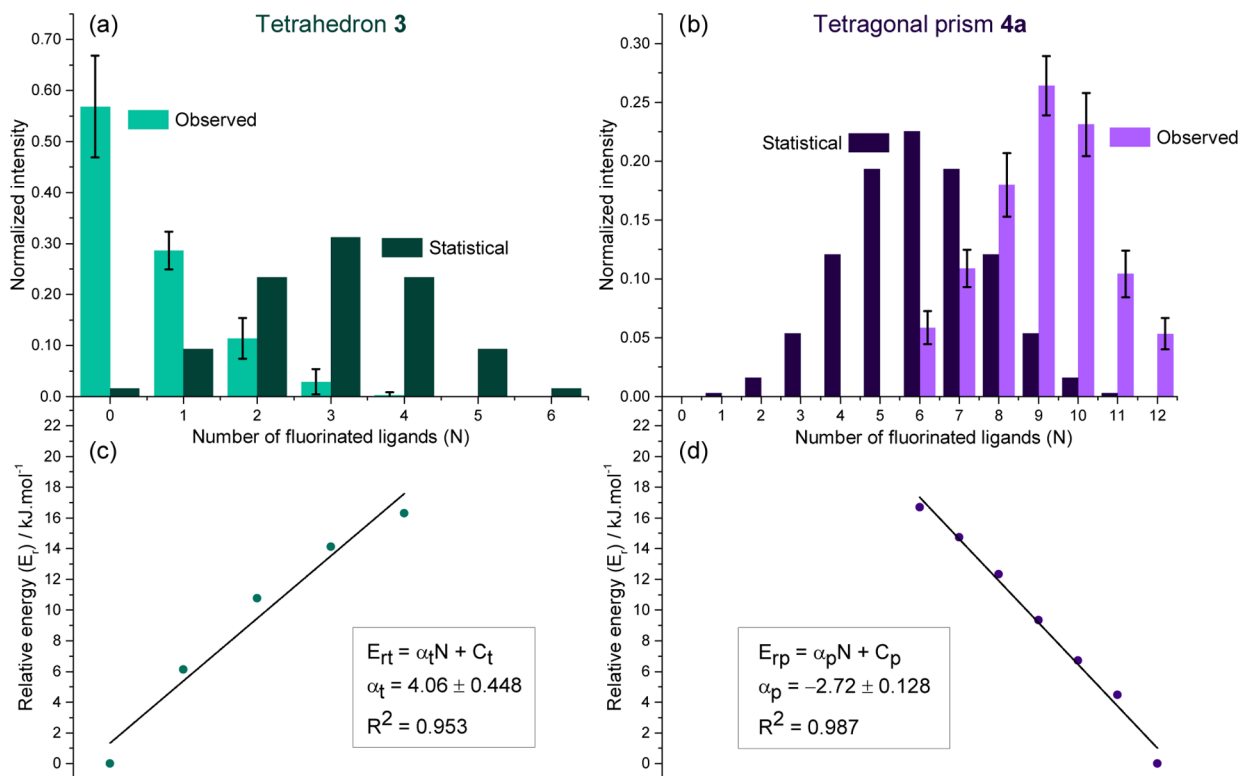 (a) Tetrahedron 3
Normalized intensity
0.70
0.60
0.50
0.40
0.30
0.20
0.10
0.0
Observed
Statistical
0 1 2 3 4 5 6
Number of fluorinated ligands (N)
(b) Tetragonal prism 4a
Normalized intensity
0.30
0.25
0.20
0.15
0.10
0.05
0.00
Statistical
Observed
0 1 2 3 4 5 6 7 8 9 10 11 12
Number of fluorinated ligands (N)
(c)
Relative energy (Er) / kJ.mol-1
22
20
18
16
14
12
10
8
6
4
2
0
Ert = αtN + Ct
αt = 4.06 ± 0.448
R2 = 0.953
(d)
Relative energy (Er) / kJ.mol-1
22
20
18
16
14
12
10
8
6
4
2
0
Erp = αpN + Cp
αp = −2.72 ± 0.128
R2 = 0.987